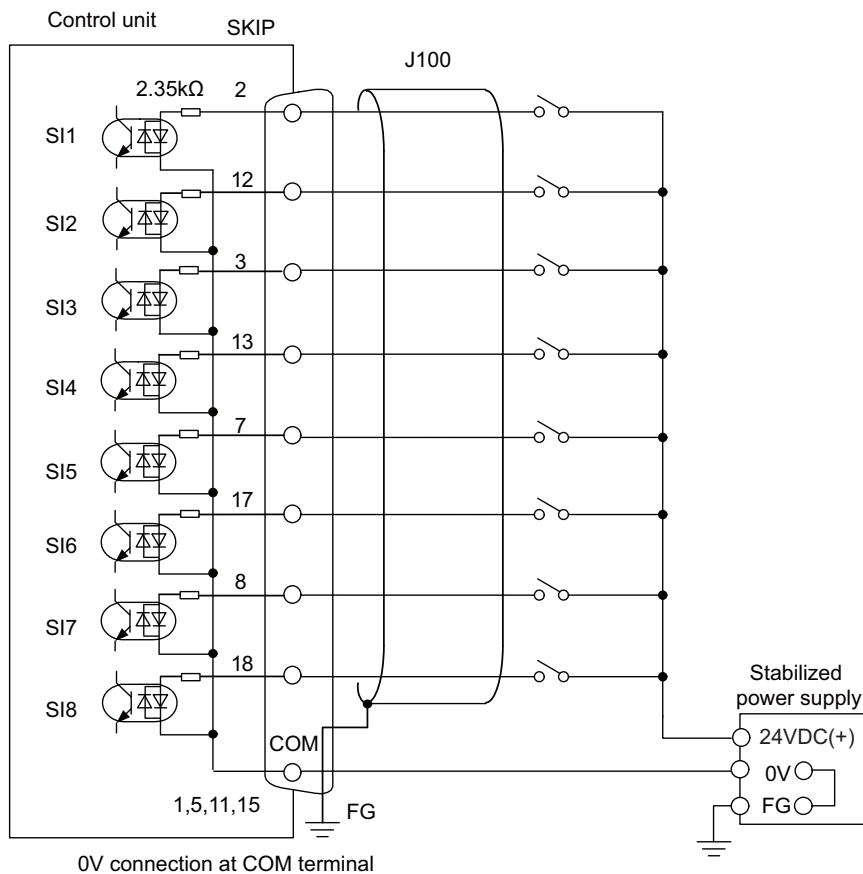 Control unit
SKIP
J100
2.35kΩ
2
SI1
12
SI2
3
SI3
13
SI4
7
SI5
17
SI6
8
SI7
18
SI8
Stabilized
power supply
24VDC(+)
COM
0V
1,5,11,15
FG
FG
0V connection at COM terminal